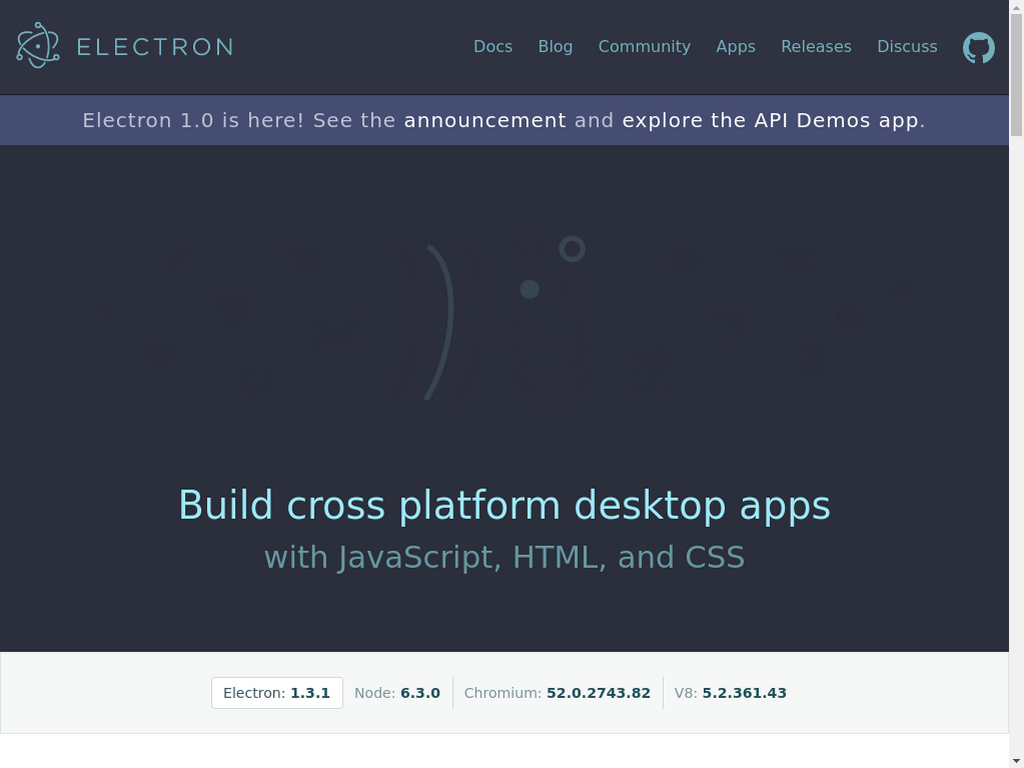 ELECTRON
Docs Blog Community Apps Releases Discuss
Electron 1.0 is here! See the announcement and explore the API Demos app.
Build cross platform desktop apps
with JavaScript, HTML, and CSS
Electron: 1.3.1 Node: 6.3.0 Chromium: 52.0.2743.82 V8: 5.2.361.43